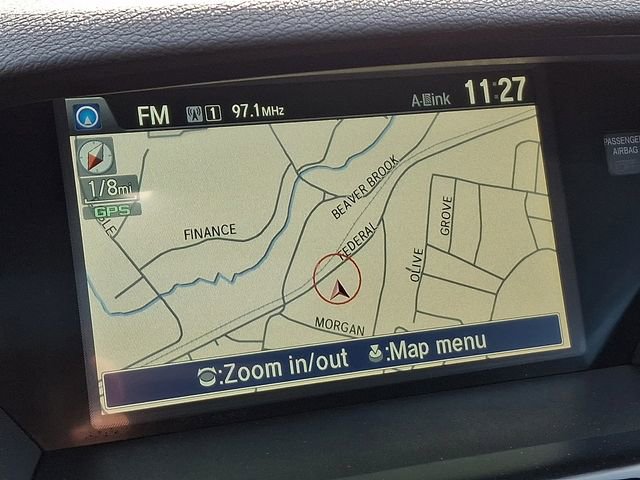 FM 1 97.1MHz A-Link 11:27
PASSENGER
AIRBAG
1/8mi
GPS
BEAVER BROOK
FINANCE
FEDERAL
GROVE
OLIVE
MORGAN
:Zoom in/out :Map menu